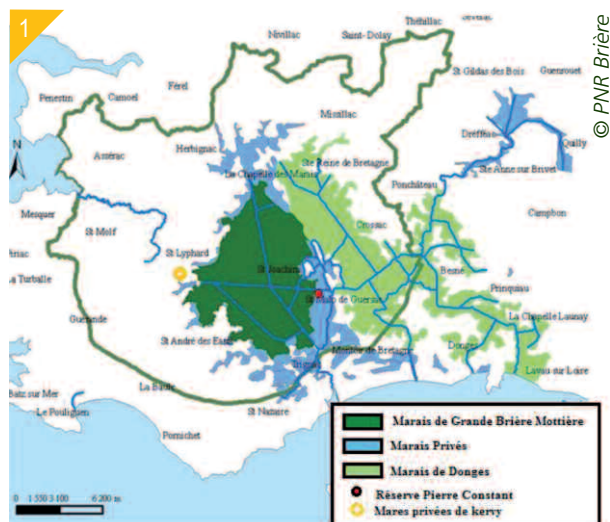 1
© PNR Brière
Théhillac
Nivillac
Saint-Dolay
St Gildas des Bois
Guenrouet
Férel
Camoel
Penestin
Missillac
Drefféac
Quilly
N
Assérac
Herbignac
Ste Reine de Bretagne
Ste Anne sur Brivet
La Chapelle des Marais
Ponchâteau
Mesquer
Campbon
St Molf
Crossac
St Lyphard
St Joachim
Besné
La Turballe
St Malo de Guersac
Prinquiau
La Chapelle Launay
Guérande
St André des Eaux
Montoir de Bretagne
Donges
Trignac
Lavau sur Loire
La Baule
Batz sur Mer
Le Pouliguen
St Nazaire
Pornichet
Marais de Grande Brière Mottière
Marais Privés
Marais de Donges
Réserve Pierre Constant
Mares privées de kervy
0 1 550 3 100 6 200 m